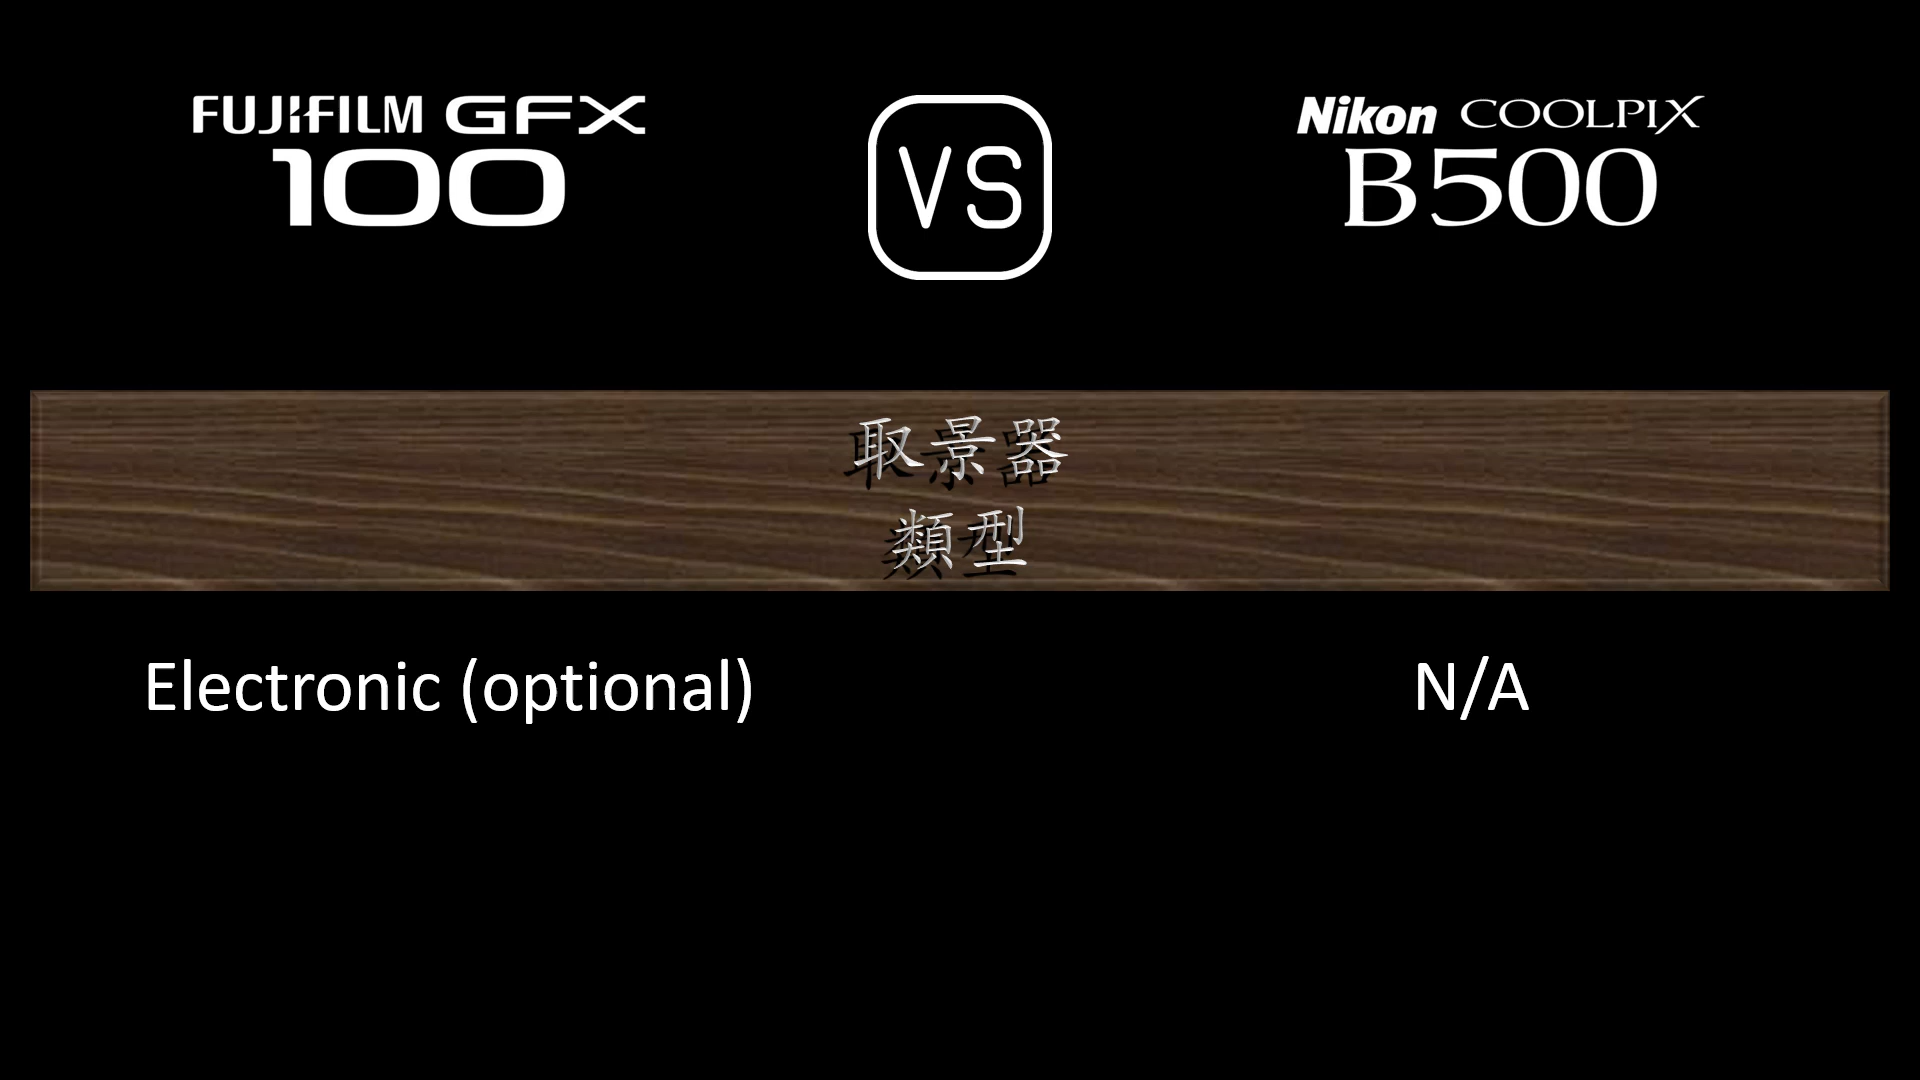 FUJIFILM GFX
100
VS
Nikon COOLPIX
B500
取景器
類型
Electronic (optional)
N/A